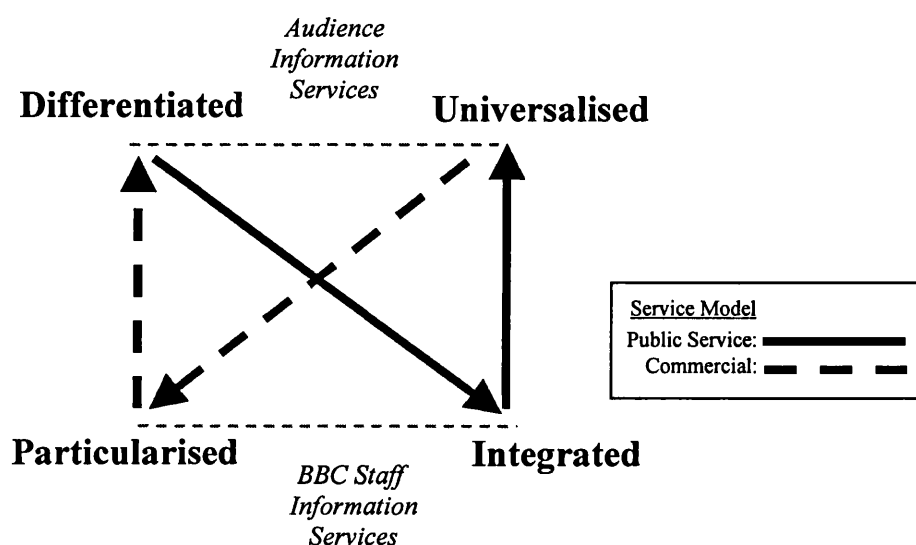 Audience
Information
Services
Differentiated
Universalised
Service Model
Public Service:
Commercial:
Particularised
Integrated
BBC Staff
Information
Services